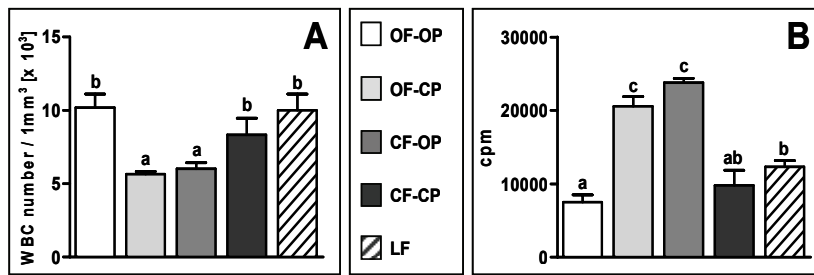 A
WBC number / 1mm³ [x 10³]
15
10
5
0
b
a
a
b
b
OF-OP
OF-CP
CF-OP
CF-CP
LF
B
cpm
30000
20000
10000
0
a
c
c
ab
b